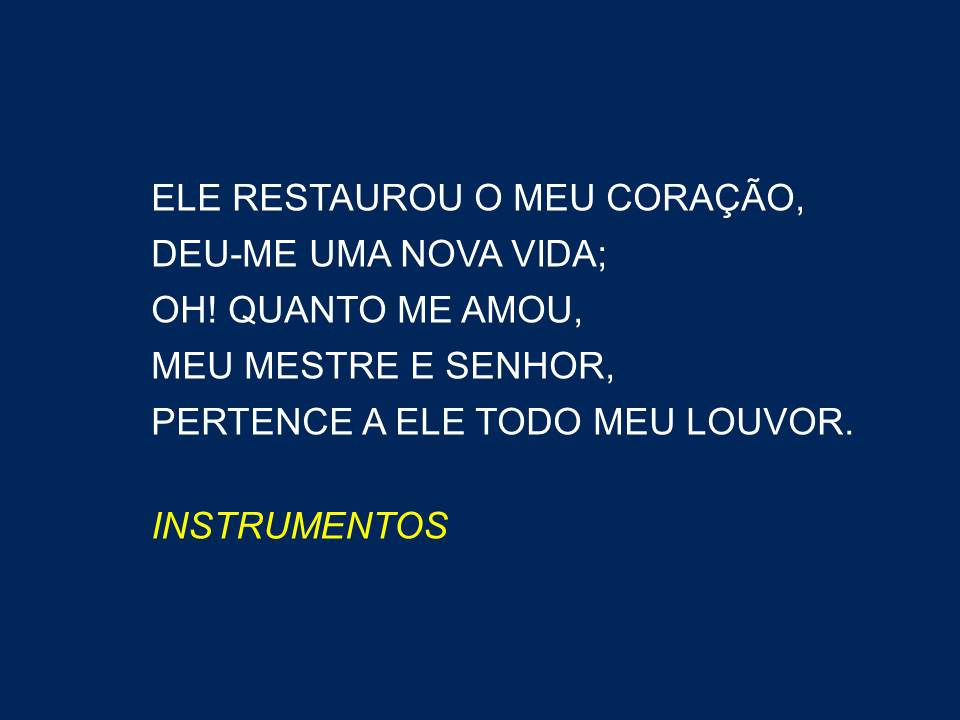 ELE RESTAUROU O MEU CORAÇÃO,
DEU-ME UMA NOVA VIDA;
OH! QUANTO ME AMOU,
MEU MESTRE E SENHOR,
PERTENCE A ELE TODO MEU LOUVOR.
INSTRUMENTOS